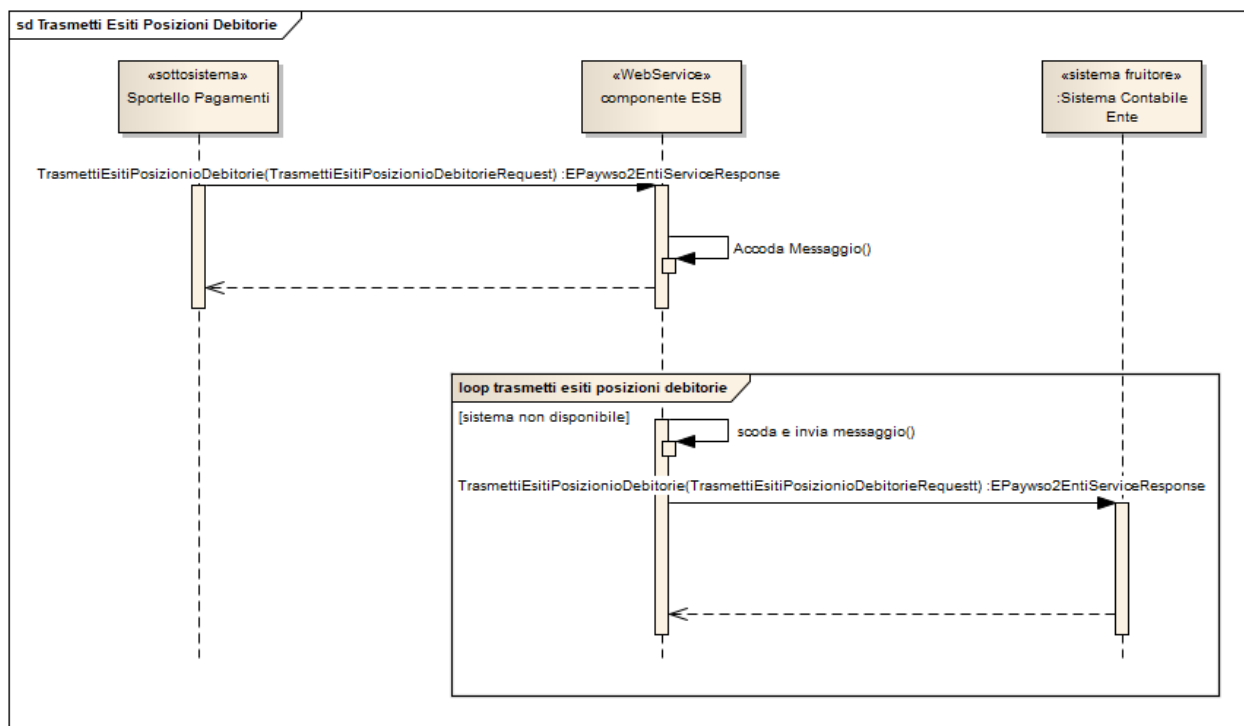 sd Trasmetti Esiti Posizioni Debitorie
«sottosistema»
Sportello Pagamenti
«WebService»
componente ESB
«sistema fruitore»
:Sistema Contabile
Ente
TrasmettiEsitiPosizionioDebitorie(TrasmettiEsitiPosizionioDebitorieRequest) :EPaywso2EntiServiceResponse
Accoda Messaggio()
loop trasmetti esiti posizioni debitorie
[sistema non disponibile]
scoda e invia messaggio()
TrasmettiEsitiPosizionioDebitorie(TrasmettiEsitiPosizionioDebitorieRequestt) :EPaywso2EntiServiceResponse